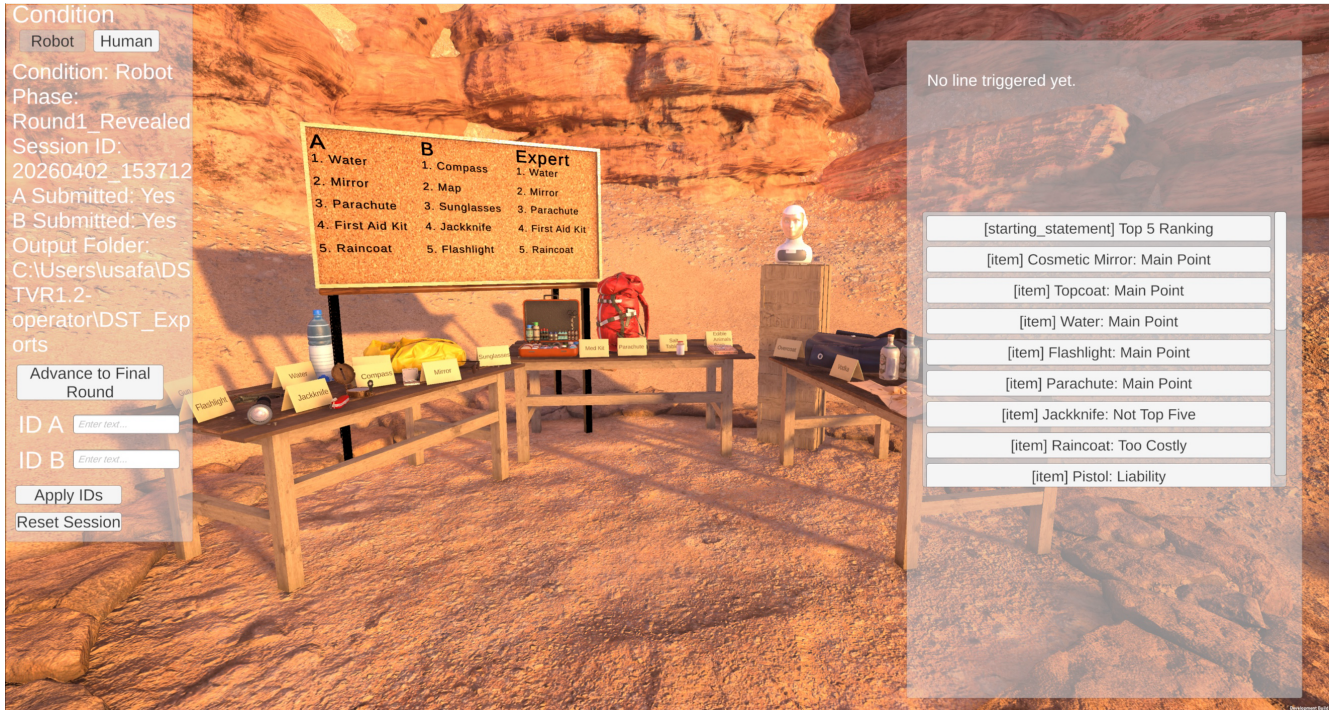 Condition
Robot Human
Condition: Robot
Phase:
Round1_Revealed
Session ID:
20260402_153712
A Submitted: Yes
B Submitted: Yes
Output Folder:
C:\Users\usafa\DS
TVR1.2-
operator\DST_Exp
orts
Advance to Final
Round
ID A Enter text...
ID B Enter text...
Apply IDs
Reset Session
A
1. Water
2. Mirror
3. Parachute
4. First Aid Kit
5. Raincoat
B
1. Compass
2. Map
3. Sunglasses
4. Jackknife
5. Flashlight
Expert
1. Water
2. Mirror
3. Parachute
4. First Aid Kit
5. Raincoat
Flashlight
Water
Jackknife
Compass
Mirror
Sunglasses
Med Kit
Parachute
Salt
Edible
Animals
Overcoat
No line triggered yet.
[starting_statement] Top 5 Ranking
[item] Cosmetic Mirror: Main Point
[item] Topcoat: Main Point
[item] Water: Main Point
[item] Flashlight: Main Point
[item] Parachute: Main Point
[item] Jackknife: Not Top Five
[item] Raincoat: Too Costly
[item] Pistol: Liability
Development Build